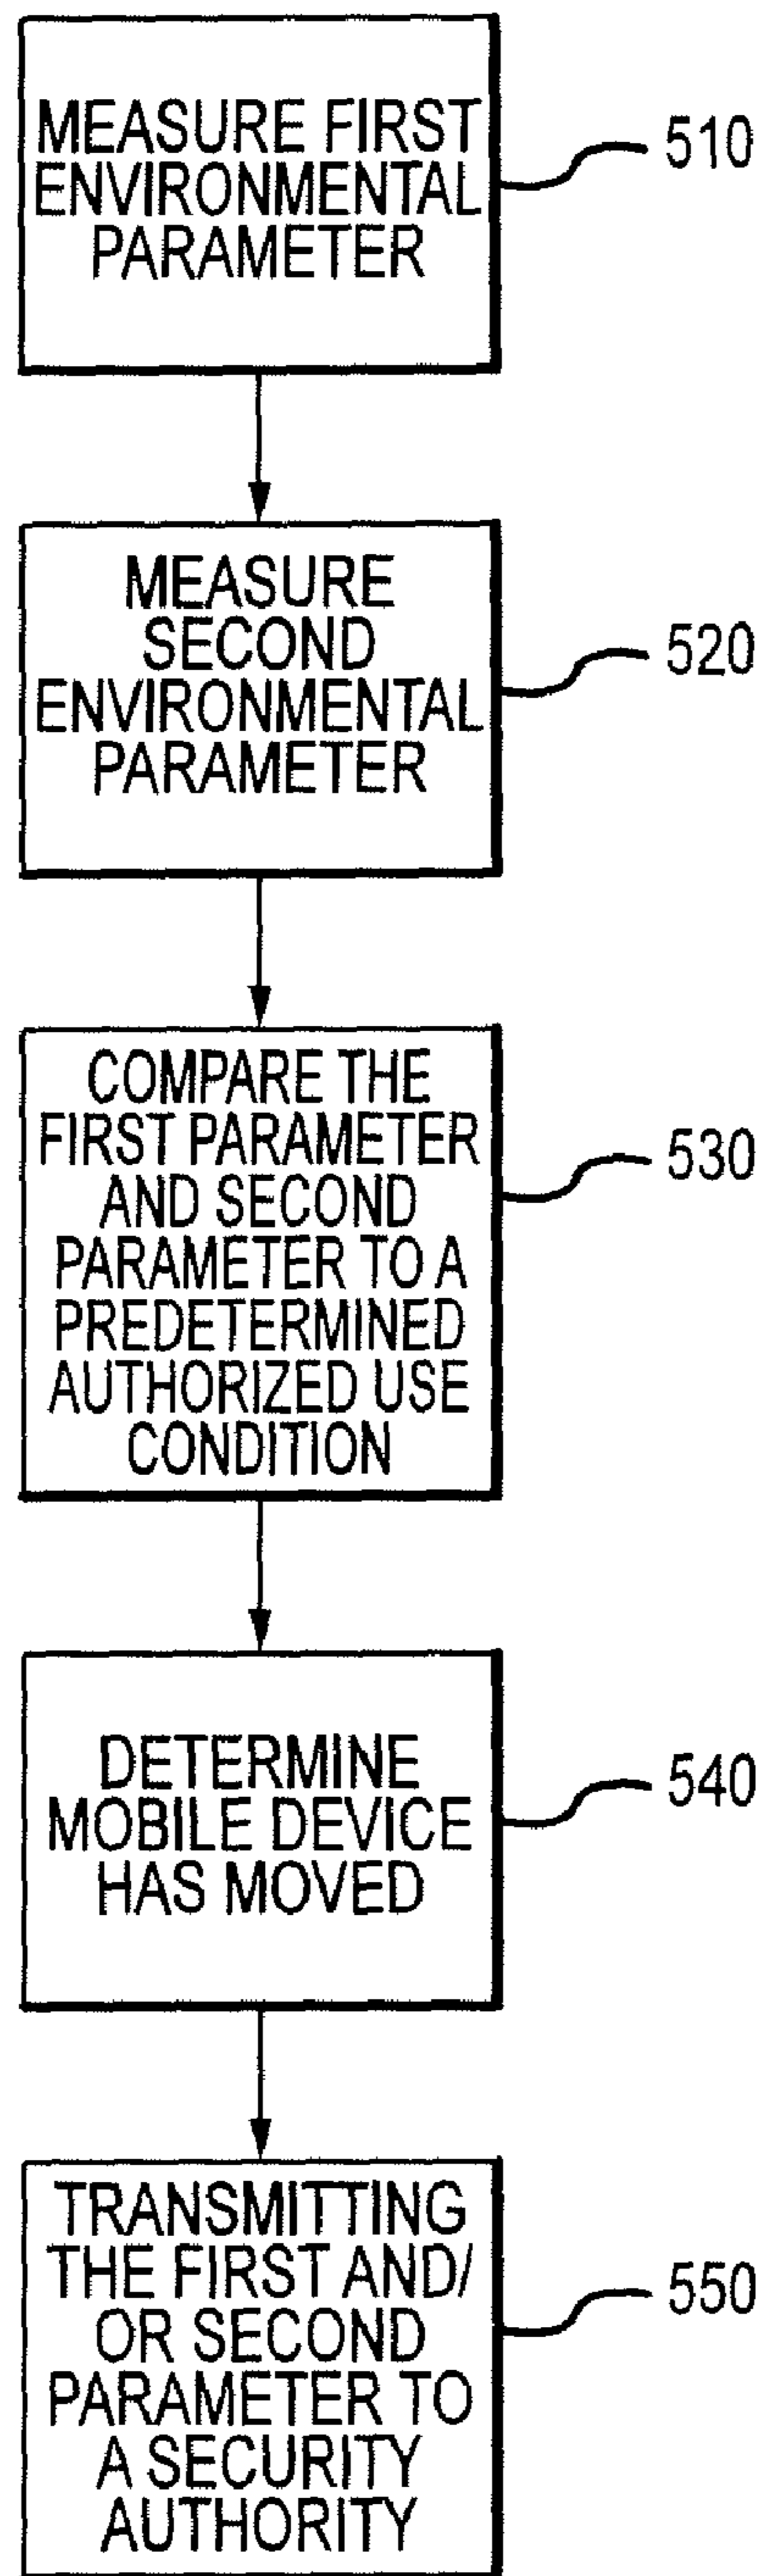 MEASURE FIRST
ENVIRONMENTAL
PARAMETER
510
MEASURE
SECOND
ENVIRONMENTAL
PARAMETER
520
COMPARE THE
FIRST PARAMETER
AND SECOND
PARAMETER TO A
PREDETERMINED
AUTHORIZED USE
CONDITION
530
DETERMINE
MOBILE DEVICE
HAS MOVED
540
TRANSMITTING
THE FIRST AND/
OR SECOND
PARAMETER TO
A SECURITY
AUTHORITY
550